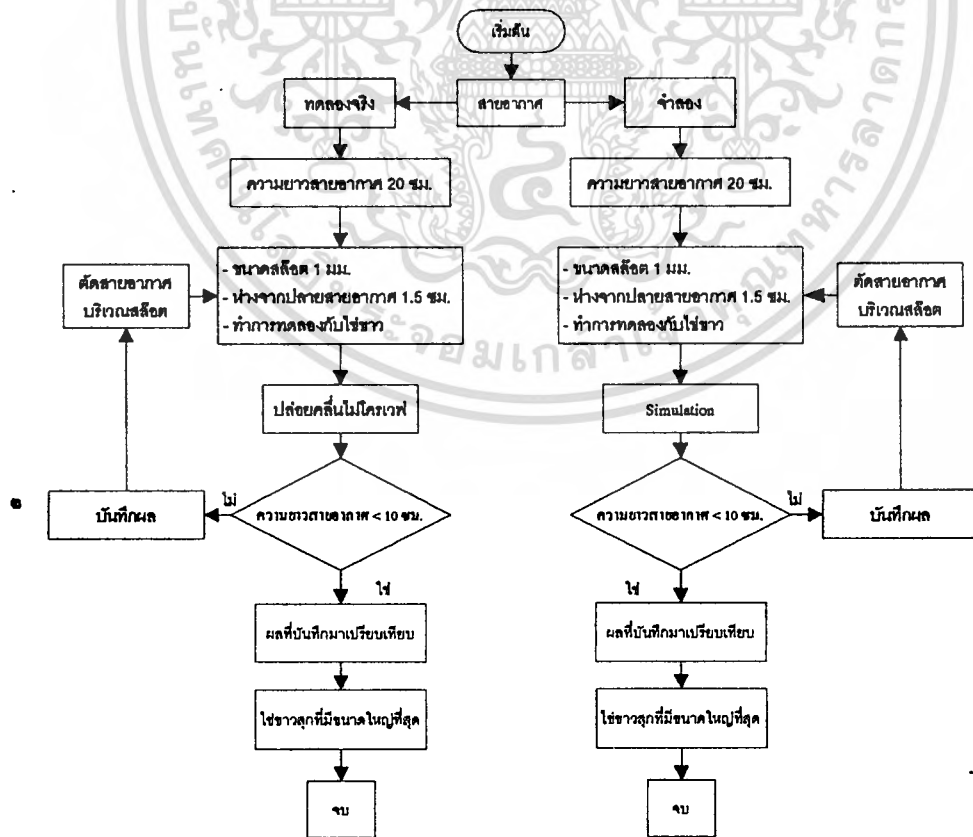 เริ่มต้น
ทดลองจริง
สายอากาศ
จำลอง
ความยาวสายอากาศ 20 ซม.
ความยาวสายอากาศ 20 ซม.
ตัดสายอากาศ
บริเวณสล๊อต
- ขนาดสล๊อต 1 มม.
- ห่างจากปลายสายอากาศ 1.5 ซม.
- ทำการทดลองกับไข่ขาว
- ขนาดสล๊อต 1 มม.
- ห่างจากปลายสายอากาศ 1.5 ซม.
- ทำการทดลองกับไข่ขาว
ตัดสายอากาศ
บริเวณสล๊อต
ปล่อยคลื่นไมโครเวฟ
Simulation
บันทึกผล
ไม่
ความยาวสายอากาศ < 10 ซม.
ความยาวสายอากาศ < 10 ซม.
ไม่
บันทึกผล
ใช่
ใช่
ผลที่บันทึกมาเปรียบเทียบ
ผลที่บันทึกมาเปรียบเทียบ
ไข่ขาวสุกที่มีขนาดใหญ่ที่สุด
ไข่ขาวสุกที่มีขนาดใหญ่ที่สุด
จบ
จบ